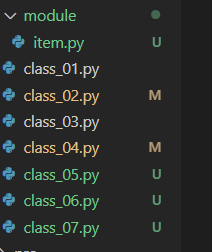 module
item.py U
class_01.py
class_02.py M
class_03.py
class_04.py M
class_05.py U
class_06.py U
class_07.py U